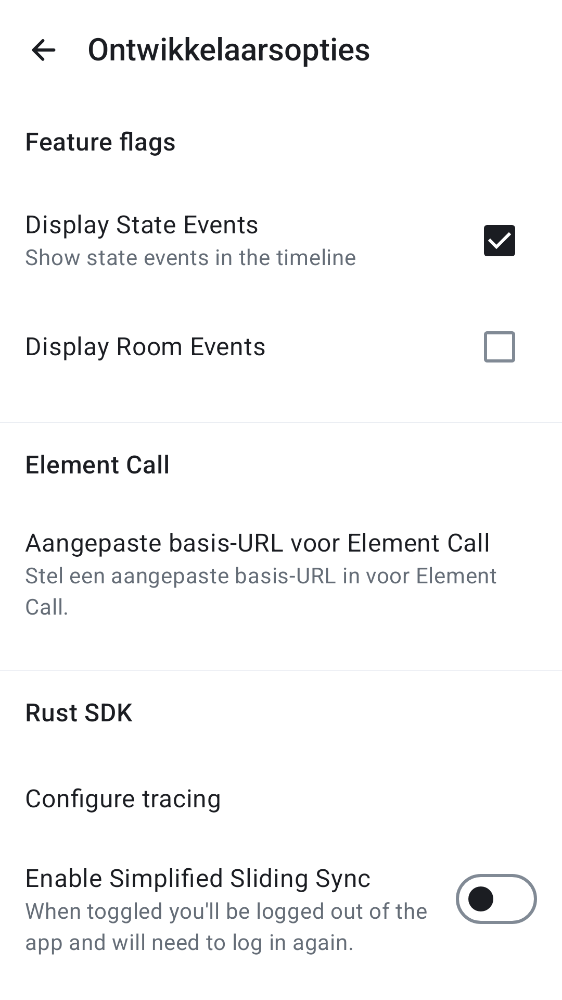 Ontwikkelaarsopties
Feature flags
Display State Events
Show state events in the timeline
Display Room Events
Element Call
Aangepaste basis-URL voor Element Call
Stel een aangepaste basis-URL in voor Element
Call.
Rust SDK
Configure tracing
Enable Simplified Sliding Sync
When toggled you'll be logged out of the
app and will need to log in again.